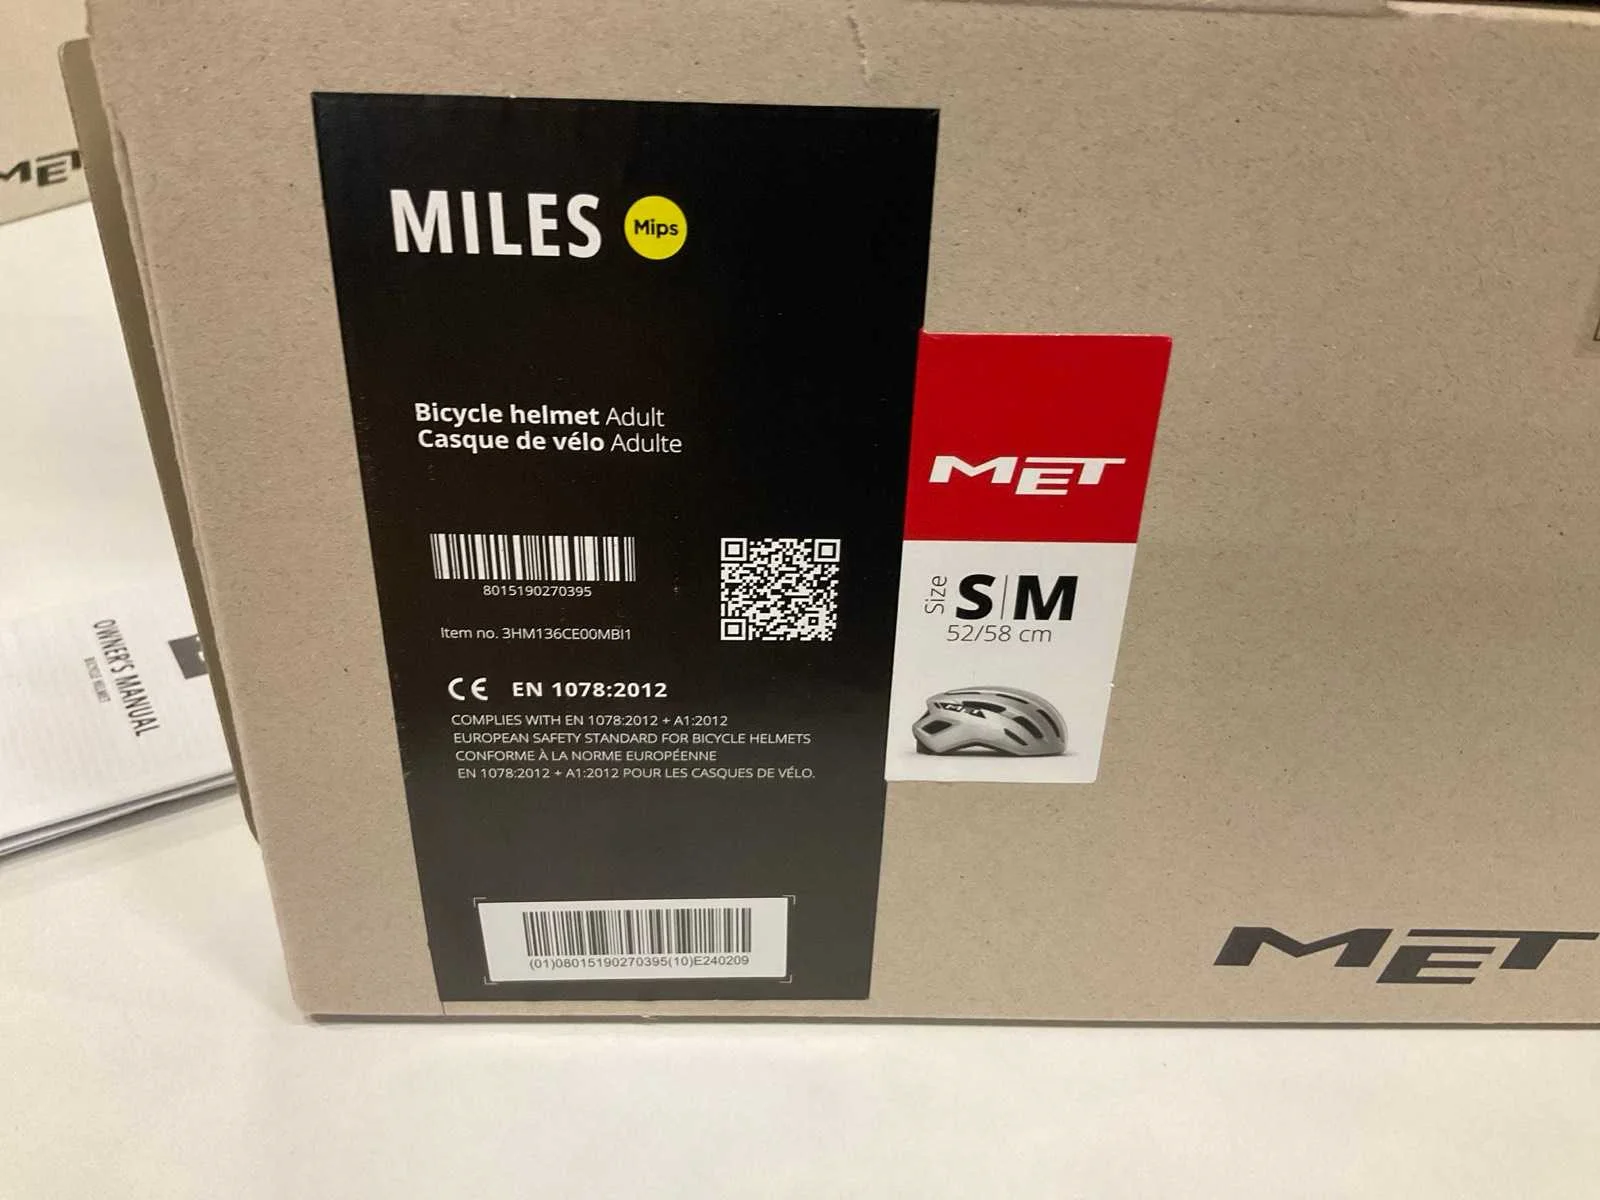 MET
MILES Mips
Bicycle helmet Adult
Casque de vélo Adulte
8015190270395
Item no. 3HM136CE00MBI1
CE EN 1078:2012
COMPLIES WITH EN 1078:2012 + A1:2012
EUROPEAN SAFETY STANDARD FOR BICYCLE HELMETS
CONFORME À LA NORME EUROPÉENNE
EN 1078:2012 + A1:2012 POUR LES CASQUES DE VÉLO.
(01)08015190270395(10)E240209
MET
Size S|M
52/58 cm
MET
MET
OWNER'S MANUAL
BICYCLE HELMET